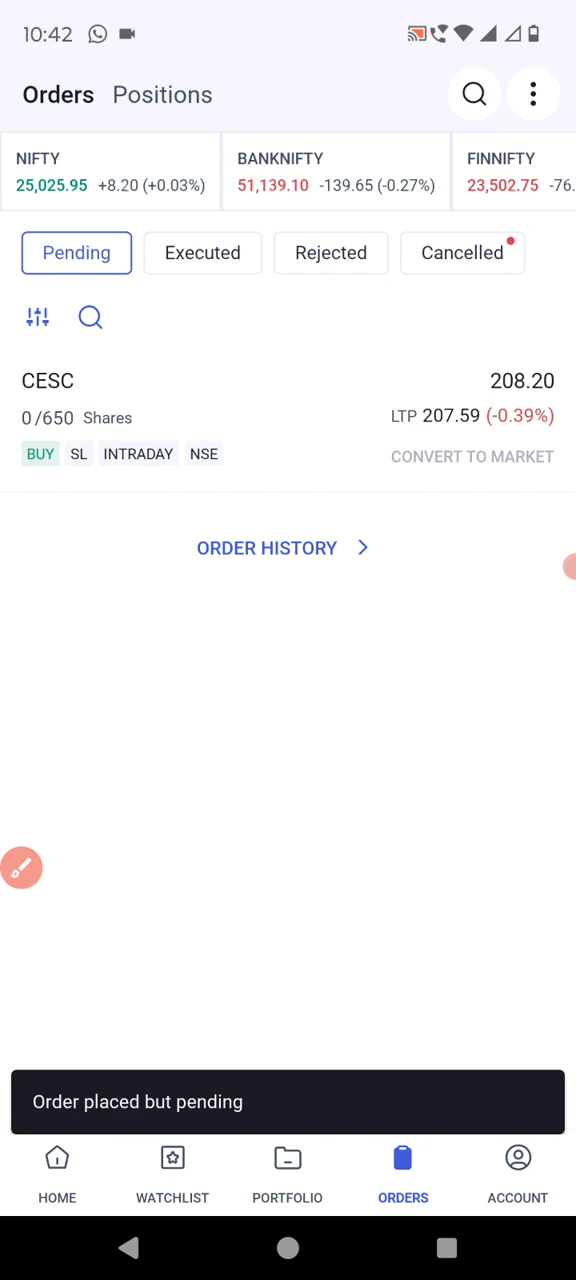 10:42
Orders Positions
NIFTY BANKNIFTY FINNIFTY
25,025.95 +8.20 (+0.03%) 51,139.10 -139.65 (-0.27%) 23,502.75 -76.
Pending Executed Rejected Cancelled
CESC 208.20
0/650 Shares LTP 207.59 (-0.39%)
BUY SL INTRADAY NSE CONVERT TO MARKET
ORDER HISTORY
Order placed but pending
HOME WATCHLIST PORTFOLIO ORDERS ACCOUNT